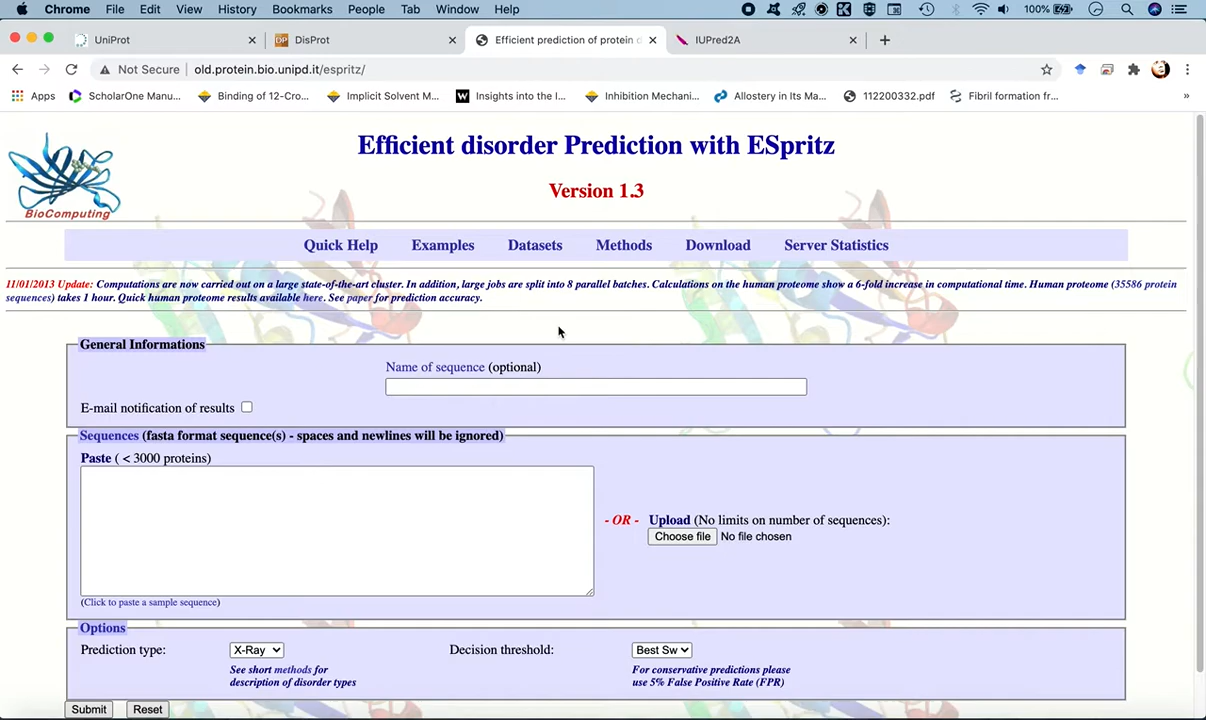 Chrome File Edit View History Bookmarks People Tab Window Help 100%
UniProt DisProt Efficient prediction of protein IUPred2A
Not Secure old.protein.bio.unipd.it/espritz/
Apps ScholarOne Manu... Binding of 12-Cro... Implicit Solvent M... Insights into the I... Inhibition Mechani... Allostery in Its Ma... 112200332.pdf Fibril formation fr... »
Efficient disorder Prediction with ESpritz
Version 1.3
BioComputing
Quick Help Examples Datasets Methods Download Server Statistics
11/01/2013 Update: Computations are now carried out on a large state-of-the-art cluster. In addition, large jobs are split into 8 parallel batches. Calculations on the human proteome show a 6-fold increase in computational time. Human proteome (35586 protein
sequences) takes 1 hour. Quick human proteome results available here. See paper for prediction accuracy.
General Informations
Name of sequence (optional)
E-mail notification of results
Sequences (fasta format sequence(s) - spaces and newlines will be ignored)
Paste ( < 3000 proteins)
- OR - Upload (No limits on number of sequences):
Choose file No file chosen
(Click to paste a sample sequence)
Options
Prediction type: X-Ray Decision threshold: Best Sw
See short methods for For conservative predictions please
description of disorder types use 5% False Positive Rate (FPR)
Submit Reset